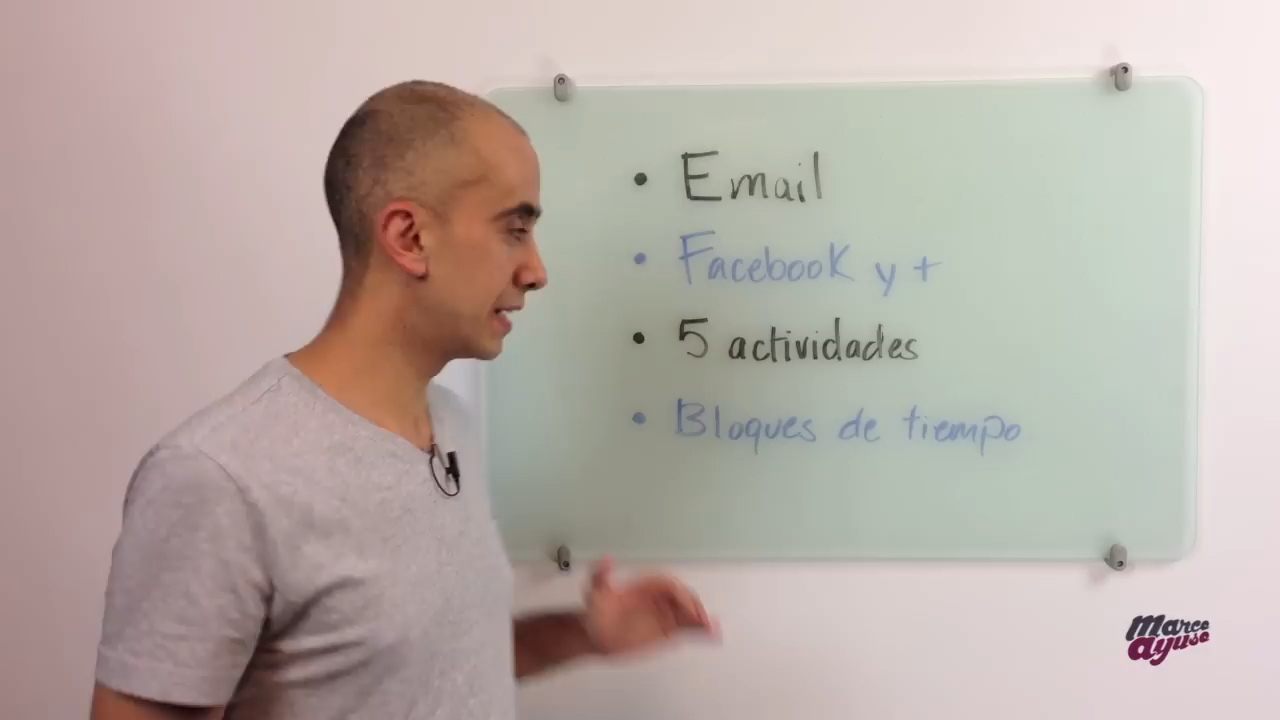 • Email
• Facebook y +
• 5 actividades
• Bloques de tiempo
Marco
ayuso